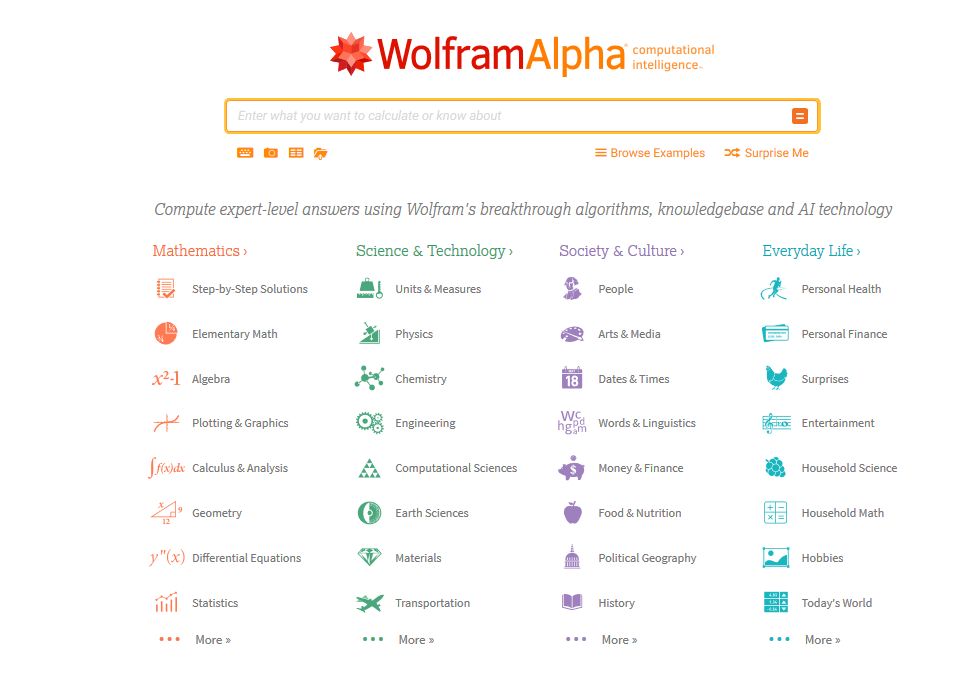 WolframAlpha computational intelligence™
Enter what you want to calculate or know about
Browse Examples
Surprise Me
Compute expert-level answers using Wolfram's breakthrough algorithms, knowledgebase and AI technology
Mathematics ›
Step-by-Step Solutions
Elementary Math
x²-1 Algebra
Plotting & Graphics
∫f(x)dx Calculus & Analysis
x 9 12 Geometry
y"(x) Differential Equations
Statistics
More »
Science & Technology ›
Units & Measures
Physics
Chemistry
Engineering
Computational Sciences
Earth Sciences
Materials
Transportation
More »
Society & Culture ›
People
Arts & Media
18 Dates & Times
Words & Linguistics
$ Money & Finance
Food & Nutrition
Political Geography
History
More »
Everyday Life ›
Personal Health
Personal Finance
Surprises
Entertainment
Household Science
+ − × = Household Math
Hobbies
Today's World
More »